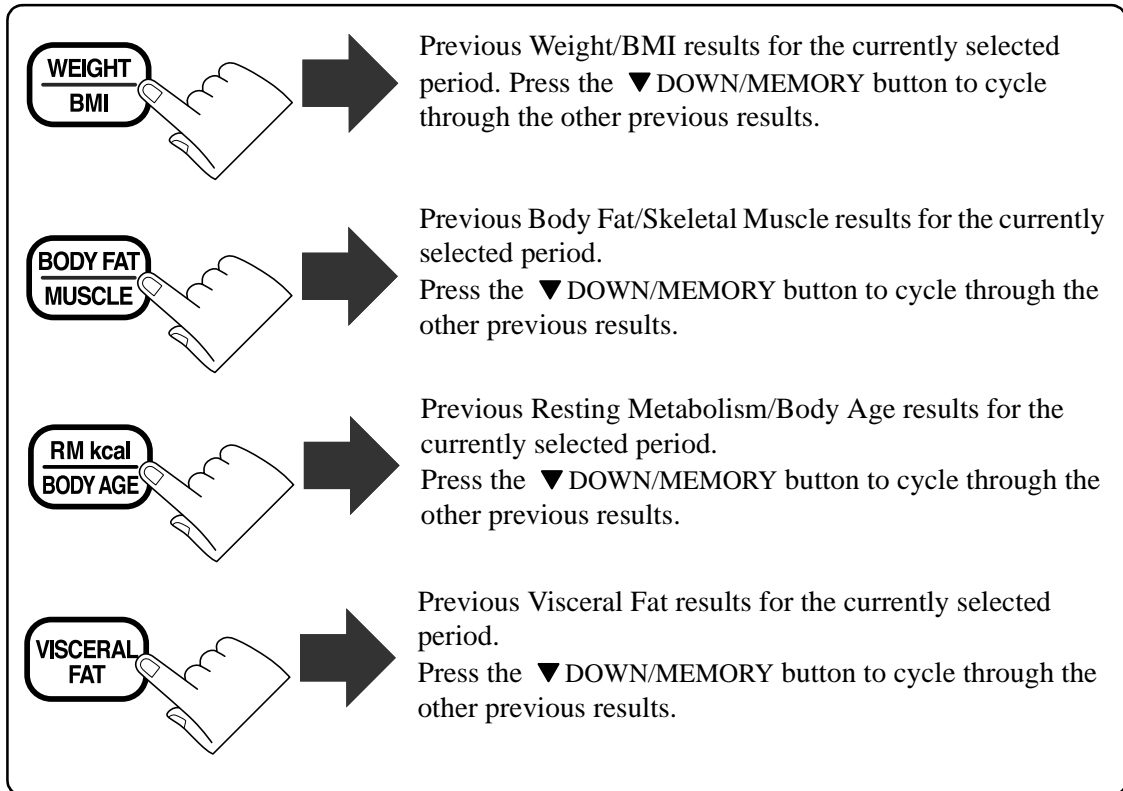 WEIGHT
BMI
Previous Weight/BMI results for the currently selected
period. Press the ▼ DOWN/MEMORY button to cycle
through the other previous results.
BODY FAT
MUSCLE
Previous Body Fat/Skeletal Muscle results for the currently
selected period.
Press the ▼ DOWN/MEMORY button to cycle through the
other previous results.
RM kcal
BODY AGE
Previous Resting Metabolism/Body Age results for the
currently selected period.
Press the ▼ DOWN/MEMORY button to cycle through the
other previous results.
VISCERAL
FAT
Previous Visceral Fat results for the currently selected
period.
Press the ▼ DOWN/MEMORY button to cycle through the
other previous results.